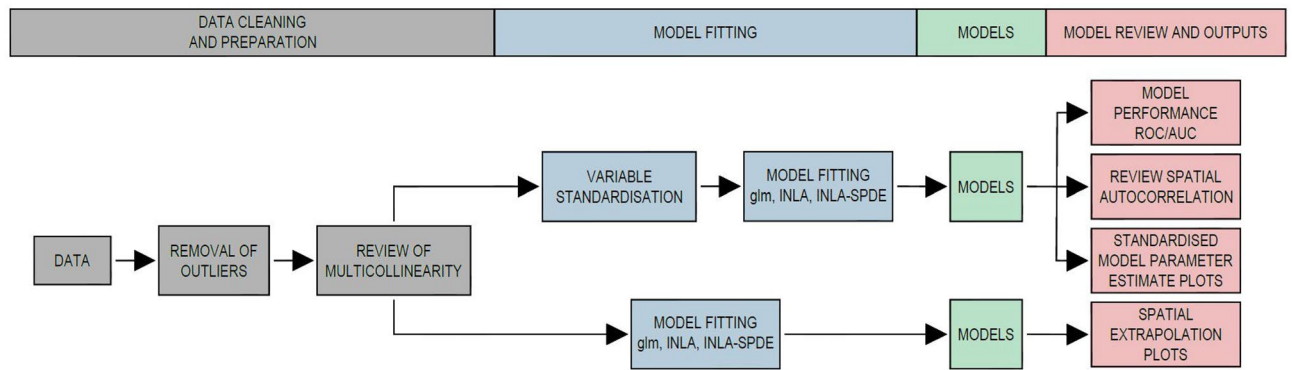 DATA CLEANING
AND PREPARATION
MODEL FITTING
MODELS
MODEL REVIEW AND OUTPUTS
DATA
REMOVAL OF
OUTLIERS
REVIEW OF
MULTICOLLINEARITY
VARIABLE
STANDARDISATION
MODEL FITTING
glm, INLA, INLA-SPDE
MODELS
MODEL
PERFORMANCE
ROC/AUC
REVIEW SPATIAL
AUTOCORRELATION
STANDARDISED
MODEL PARAMETER
ESTIMATE PLOTS
MODEL FITTING
glm, INLA, INLA-SPDE
MODELS
SPATIAL
EXTRAPOLATION
PLOTS